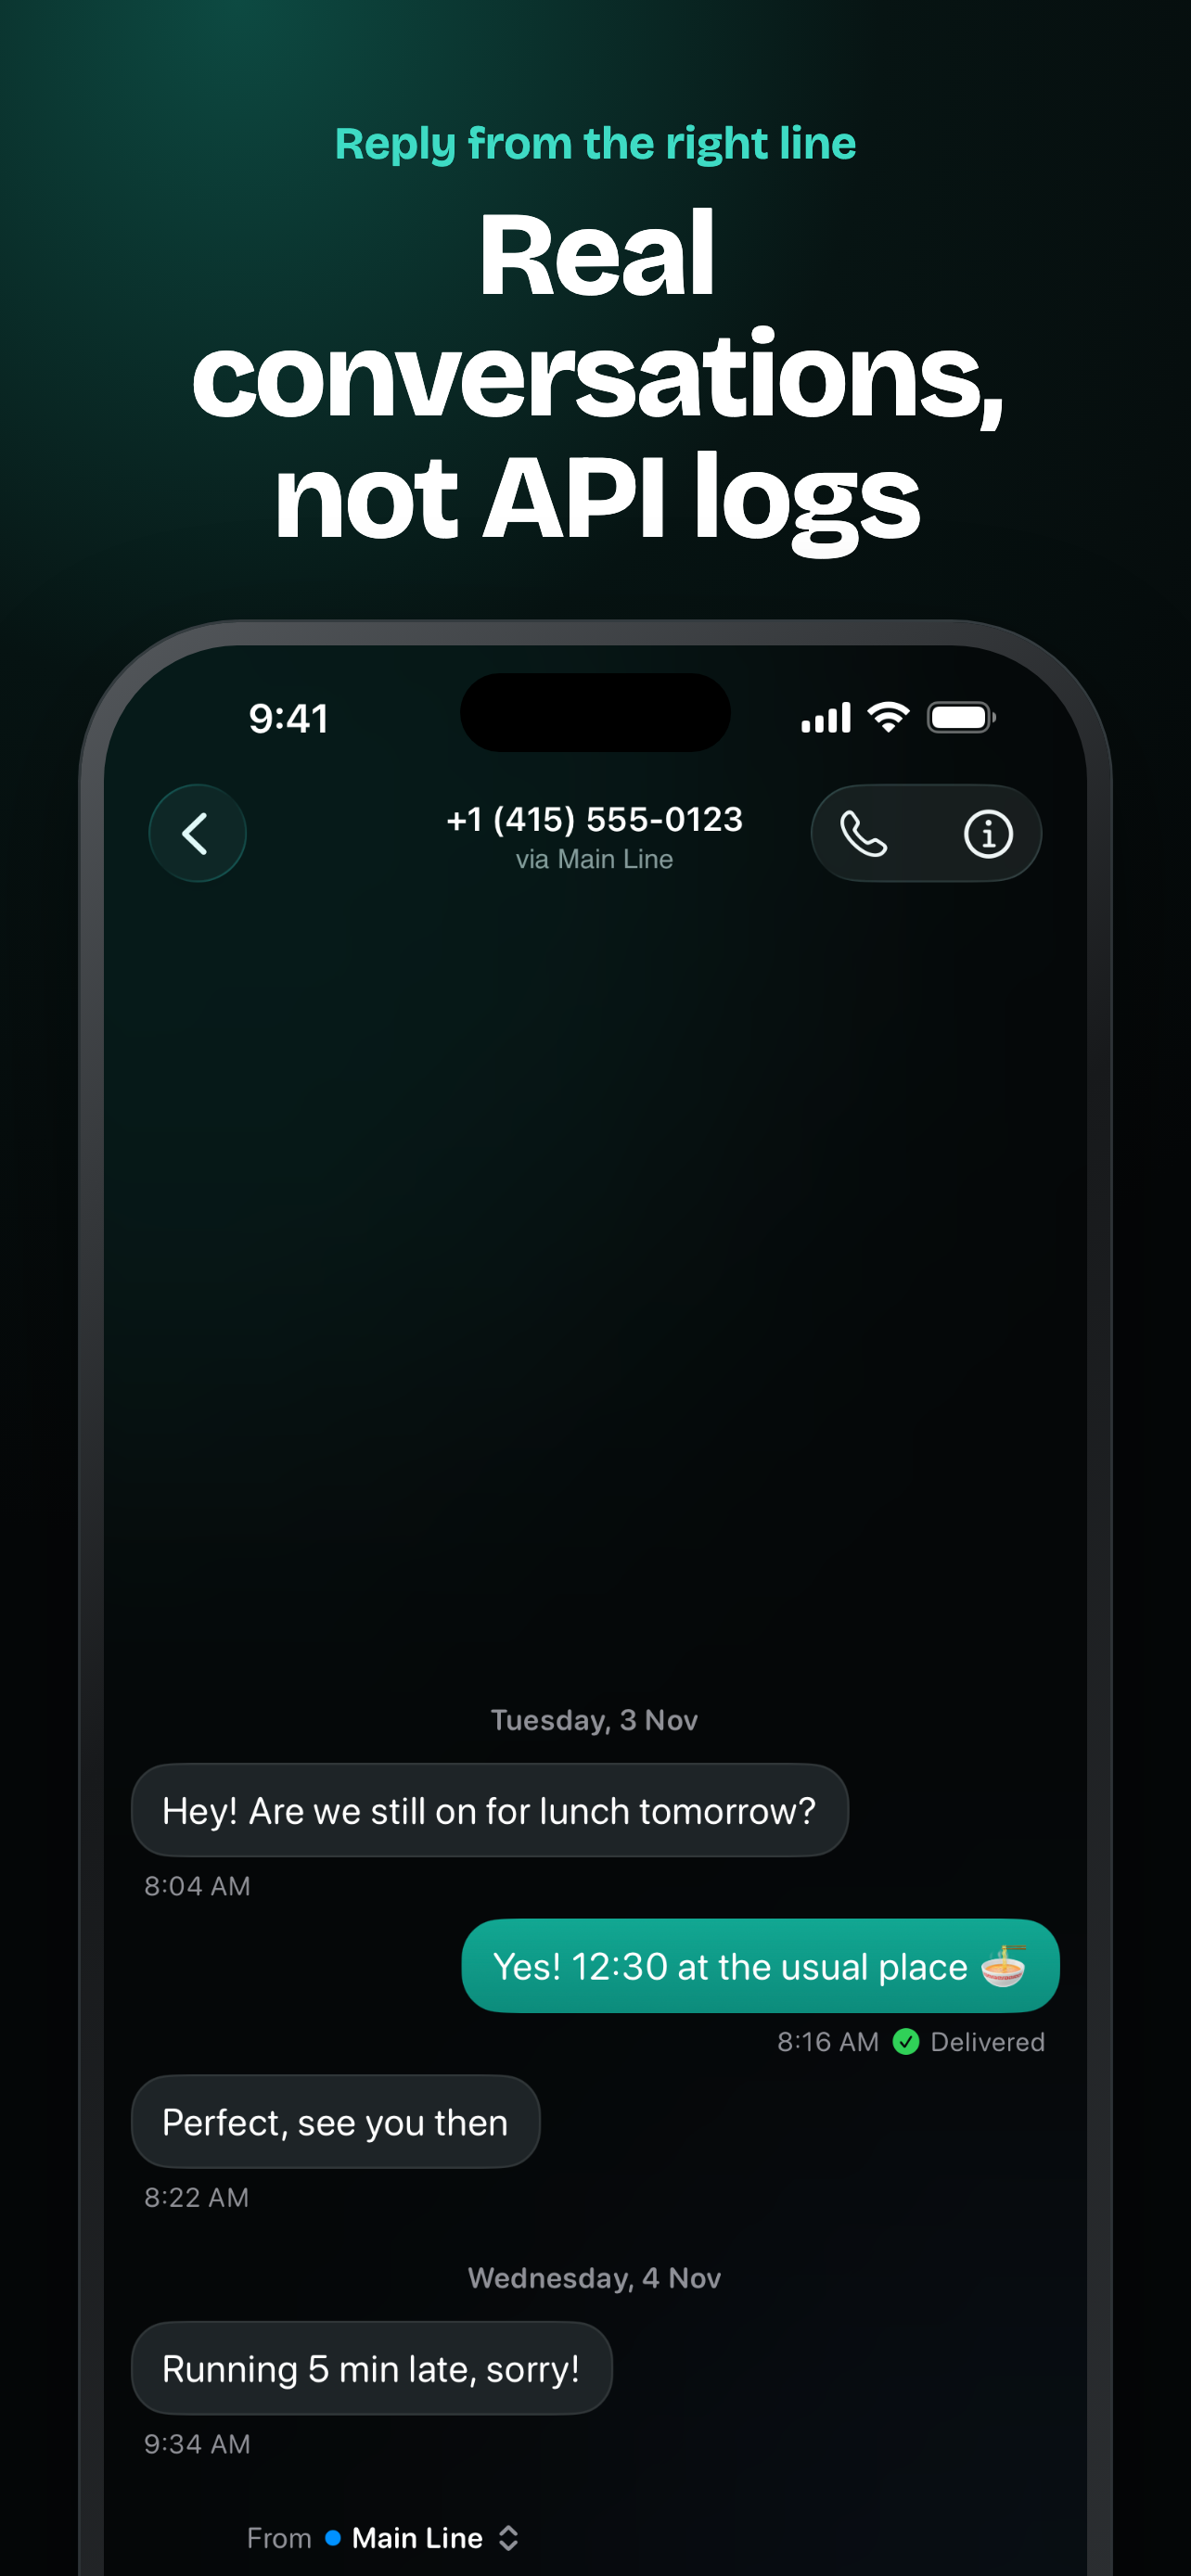 Reply from the right line
Real
conversations,
not API logs
9:41
+1 (415) 555-0123
via Main Line
Tuesday, 3 Nov
Hey! Are we still on for lunch tomorrow?
8:04 AM
Yes! 12:30 at the usual place 🍜
8:16 AM Delivered
Perfect, see you then
8:22 AM
Wednesday, 4 Nov
Running 5 min late, sorry!
9:34 AM
From Main Line